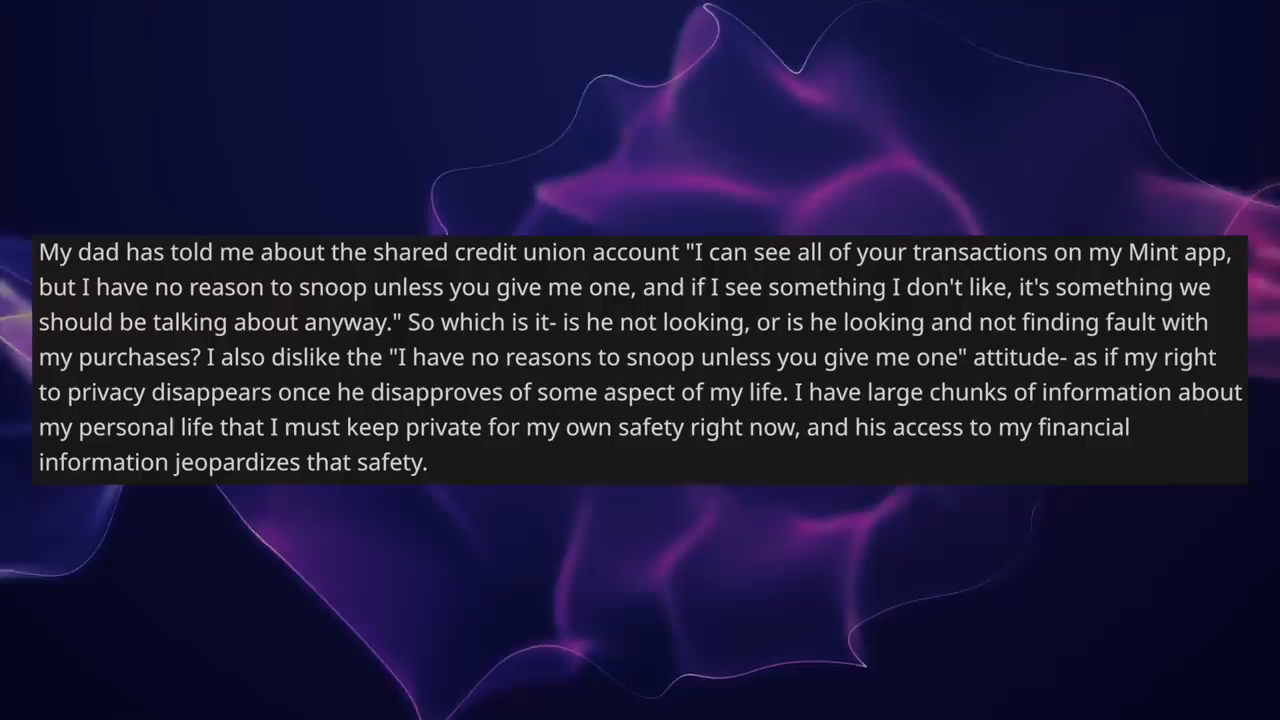 My dad has told me about the shared credit union account "I can see all of your transactions on my Mint app,
but I have no reason to snoop unless you give me one, and if I see something I don't like, it's something we
should be talking about anyway." So which is it- is he not looking, or is he looking and not finding fault with
my purchases? I also dislike the "I have no reasons to snoop unless you give me one" attitude- as if my right
to privacy disappears once he disapproves of some aspect of my life. I have large chunks of information about
my personal life that I must keep private for my own safety right now, and his access to my financial
information jeopardizes that safety.